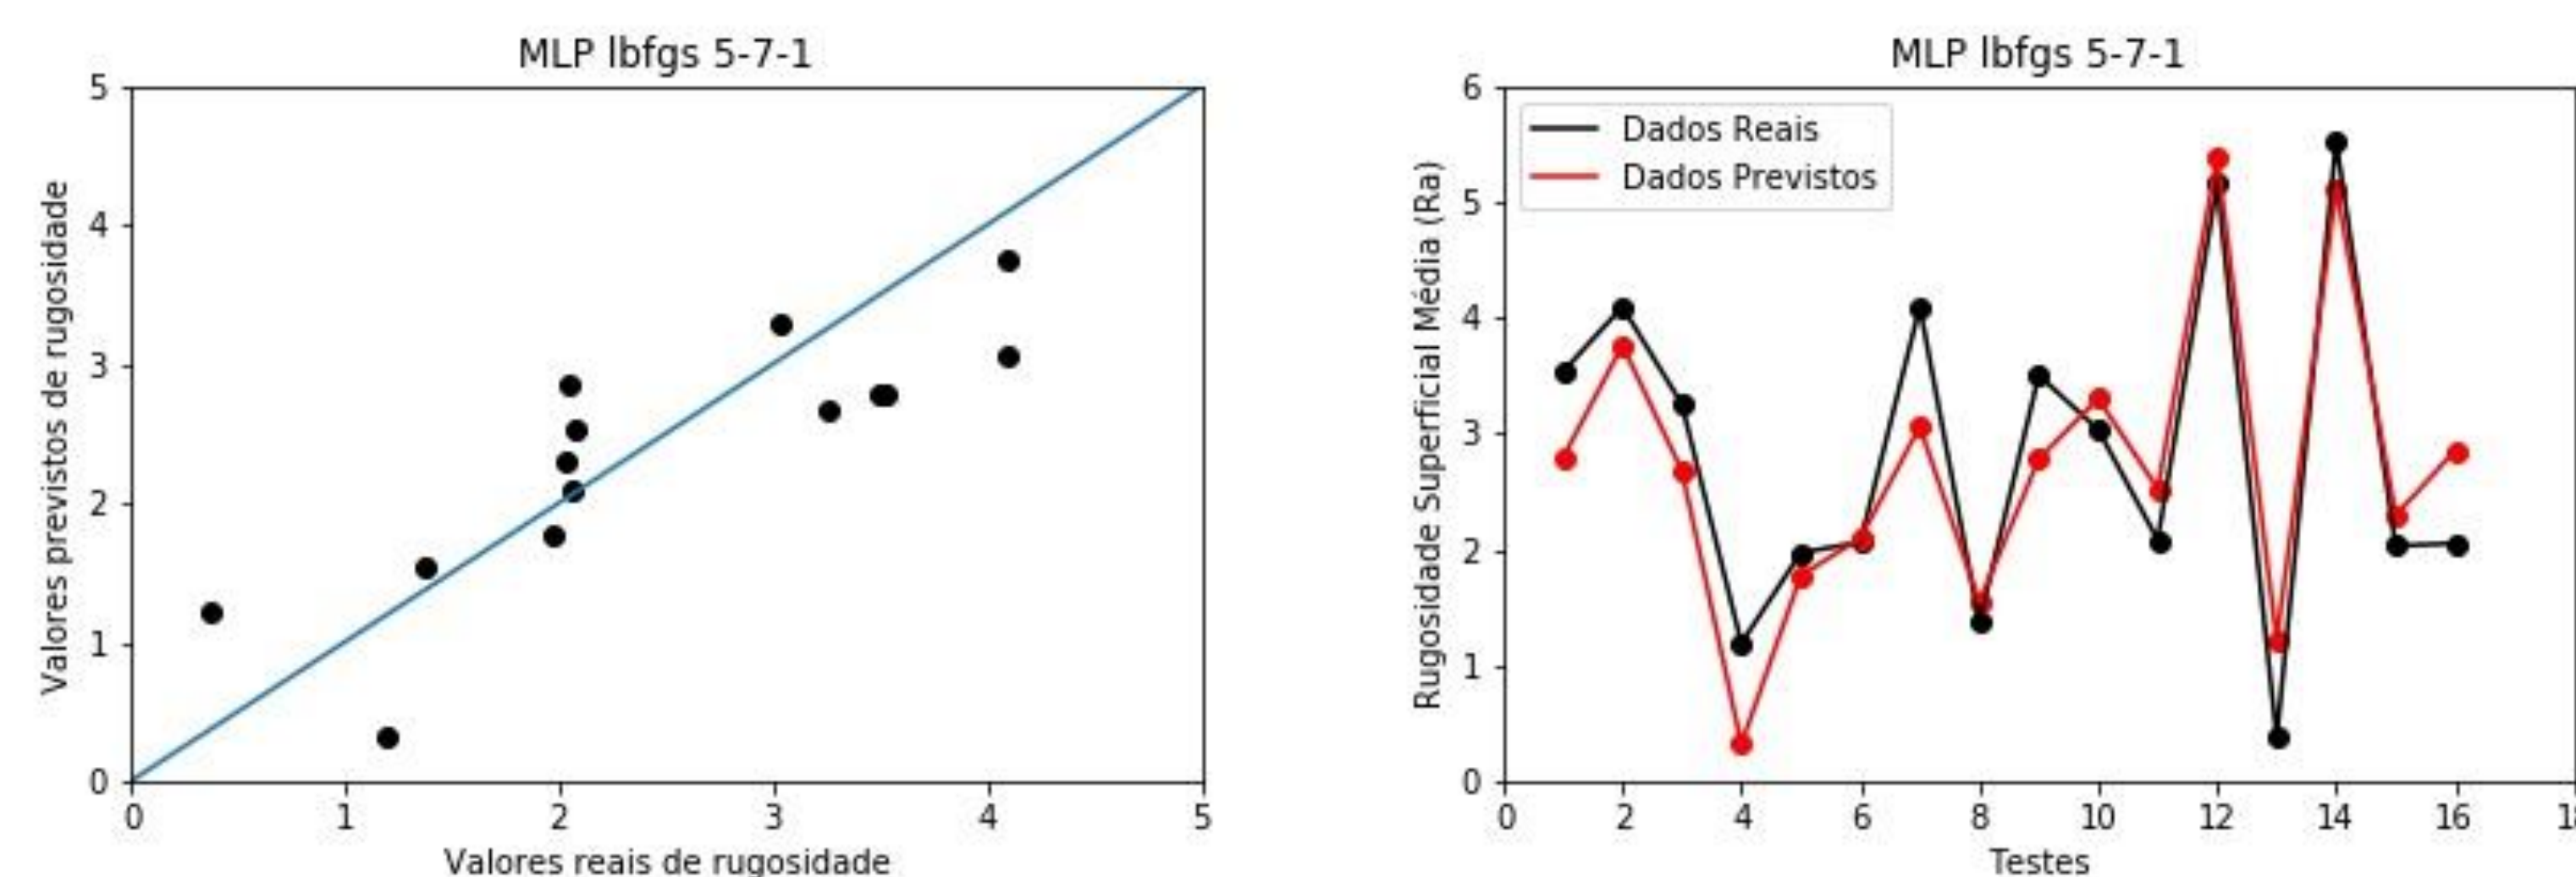 MLP lbfgs 5-7-1
5
4
3
2
1
0
0 1 2 3 4 5
Valores previstos de rugosidade
Valores reais de rugosidade
MLP lbfgs 5-7-1
Dados Reais
Dados Previstos
6
5
4
3
2
1
0
0 2 4 6 8 10 12 14 16
Rugosidade Superficial Média (Ra)
Testes